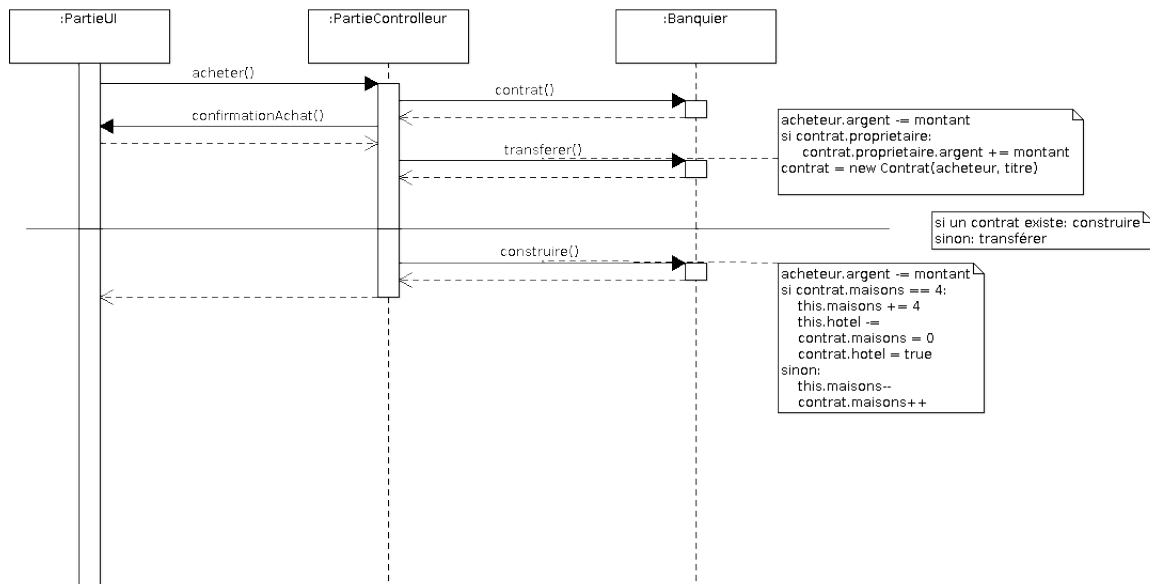 :PartieUI
:PartieControlleur
:Banquier
acheter()
contrat()
confirmationAchat()
acheteur.argent -= montant
si contrat.proprietaire:
contrat.proprietaire.argent += montant
contrat = new Contrat(acheteur, titre)
transferer()
si un contrat existe: construire
sinon: transférer
construire()
acheteur.argent -= montant
si contrat.maisons == 4:
this.maisons += 4
this.hotel -=
contrat.maisons = 0
contrat.hotel = true
sinon:
this.maisons--
contrat.maisons++